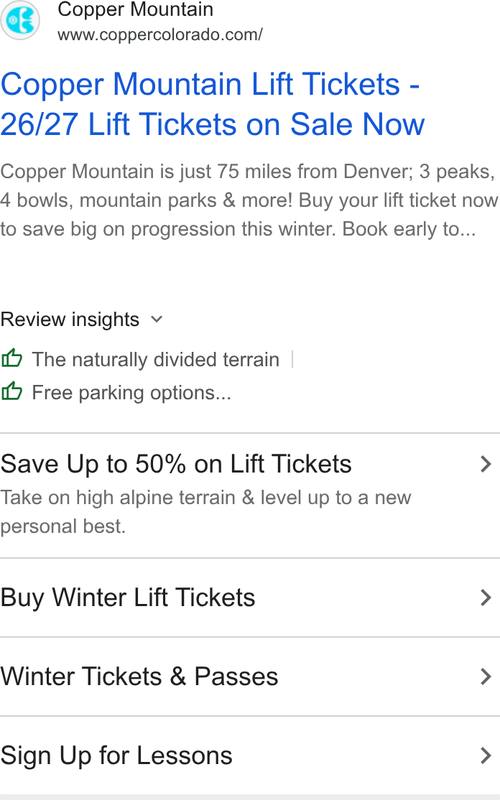 Copper Mountain
www.coppercolorado.com/
Copper Mountain Lift Tickets -
26/27 Lift Tickets on Sale Now
Copper Mountain is just 75 miles from Denver; 3 peaks,
4 bowls, mountain parks & more! Buy your lift ticket now
to save big on progression this winter. Book early to...
Review insights
The naturally divided terrain
Free parking options...
Save Up to 50% on Lift Tickets
Take on high alpine terrain & level up to a new
personal best.
Buy Winter Lift Tickets
Winter Tickets & Passes
Sign Up for Lessons